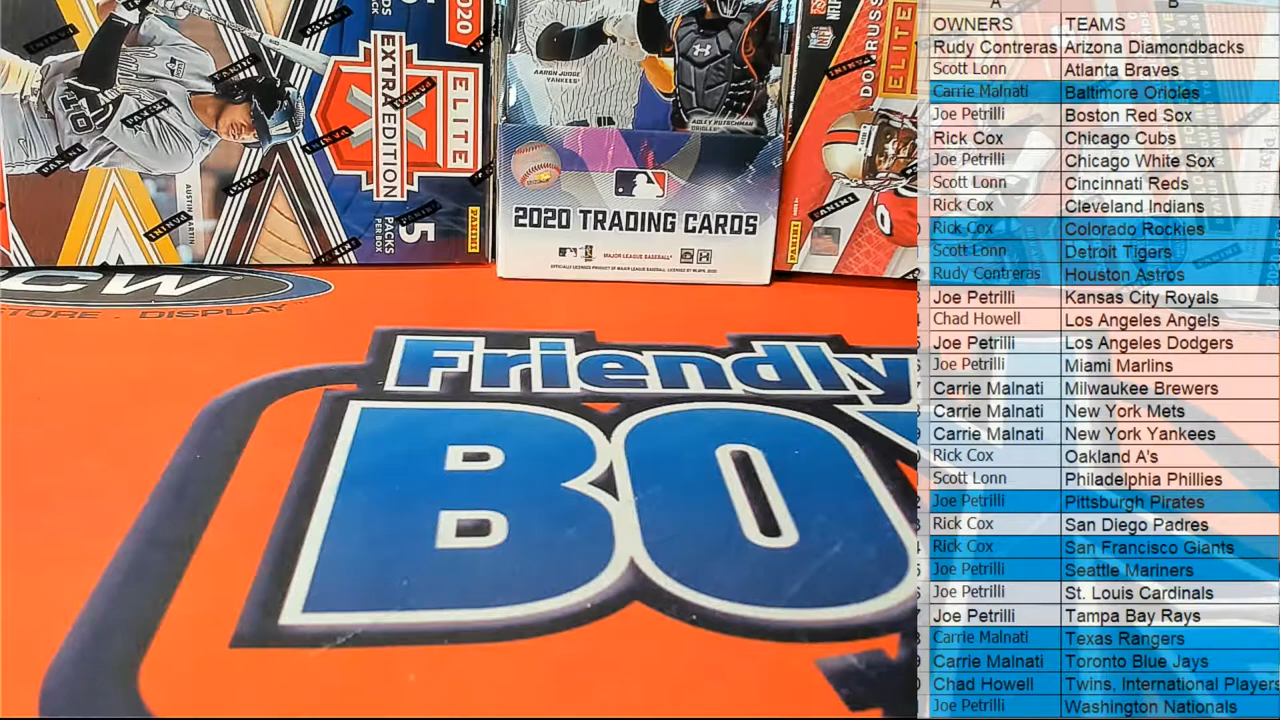 2020
ELITE
EXTRA EDITION
5
PACKS
PER BOX
AUSTIN MARTIN
PANINI
AARON JUDGE
YANKEES
ADLEY RUTSCHMAN
ORIOLES
2020 TRADING CARDS
MAJOR LEAGUE BASEBALL
NFL
DONRUSS
ELITE
PANINI
CW
STORE . DISPLAY
Friendly
BO
A B
OWNERS TEAMS
Rudy Contreras Arizona Diamondbacks
Scott Lonn Atlanta Braves
Carrie Malnati Baltimore Orioles
Joe Petrilli Boston Red Sox
Rick Cox Chicago Cubs
Joe Petrilli Chicago White Sox
Scott Lonn Cincinnati Reds
Rick Cox Cleveland Indians
Rick Cox Colorado Rockies
Scott Lonn Detroit Tigers
Rudy Contreras Houston Astros
Joe Petrilli Kansas City Royals
Chad Howell Los Angeles Angels
Joe Petrilli Los Angeles Dodgers
Joe Petrilli Miami Marlins
Carrie Malnati Milwaukee Brewers
Carrie Malnati New York Mets
Carrie Malnati New York Yankees
Rick Cox Oakland A's
Scott Lonn Philadelphia Phillies
Joe Petrilli Pittsburgh Pirates
Rick Cox San Diego Padres
Rick Cox San Francisco Giants
Joe Petrilli Seattle Mariners
Joe Petrilli St. Louis Cardinals
Joe Petrilli Tampa Bay Rays
Carrie Malnati Texas Rangers
Carrie Malnati Toronto Blue Jays
Chad Howell Twins, International Players
Joe Petrilli Washington Nationals